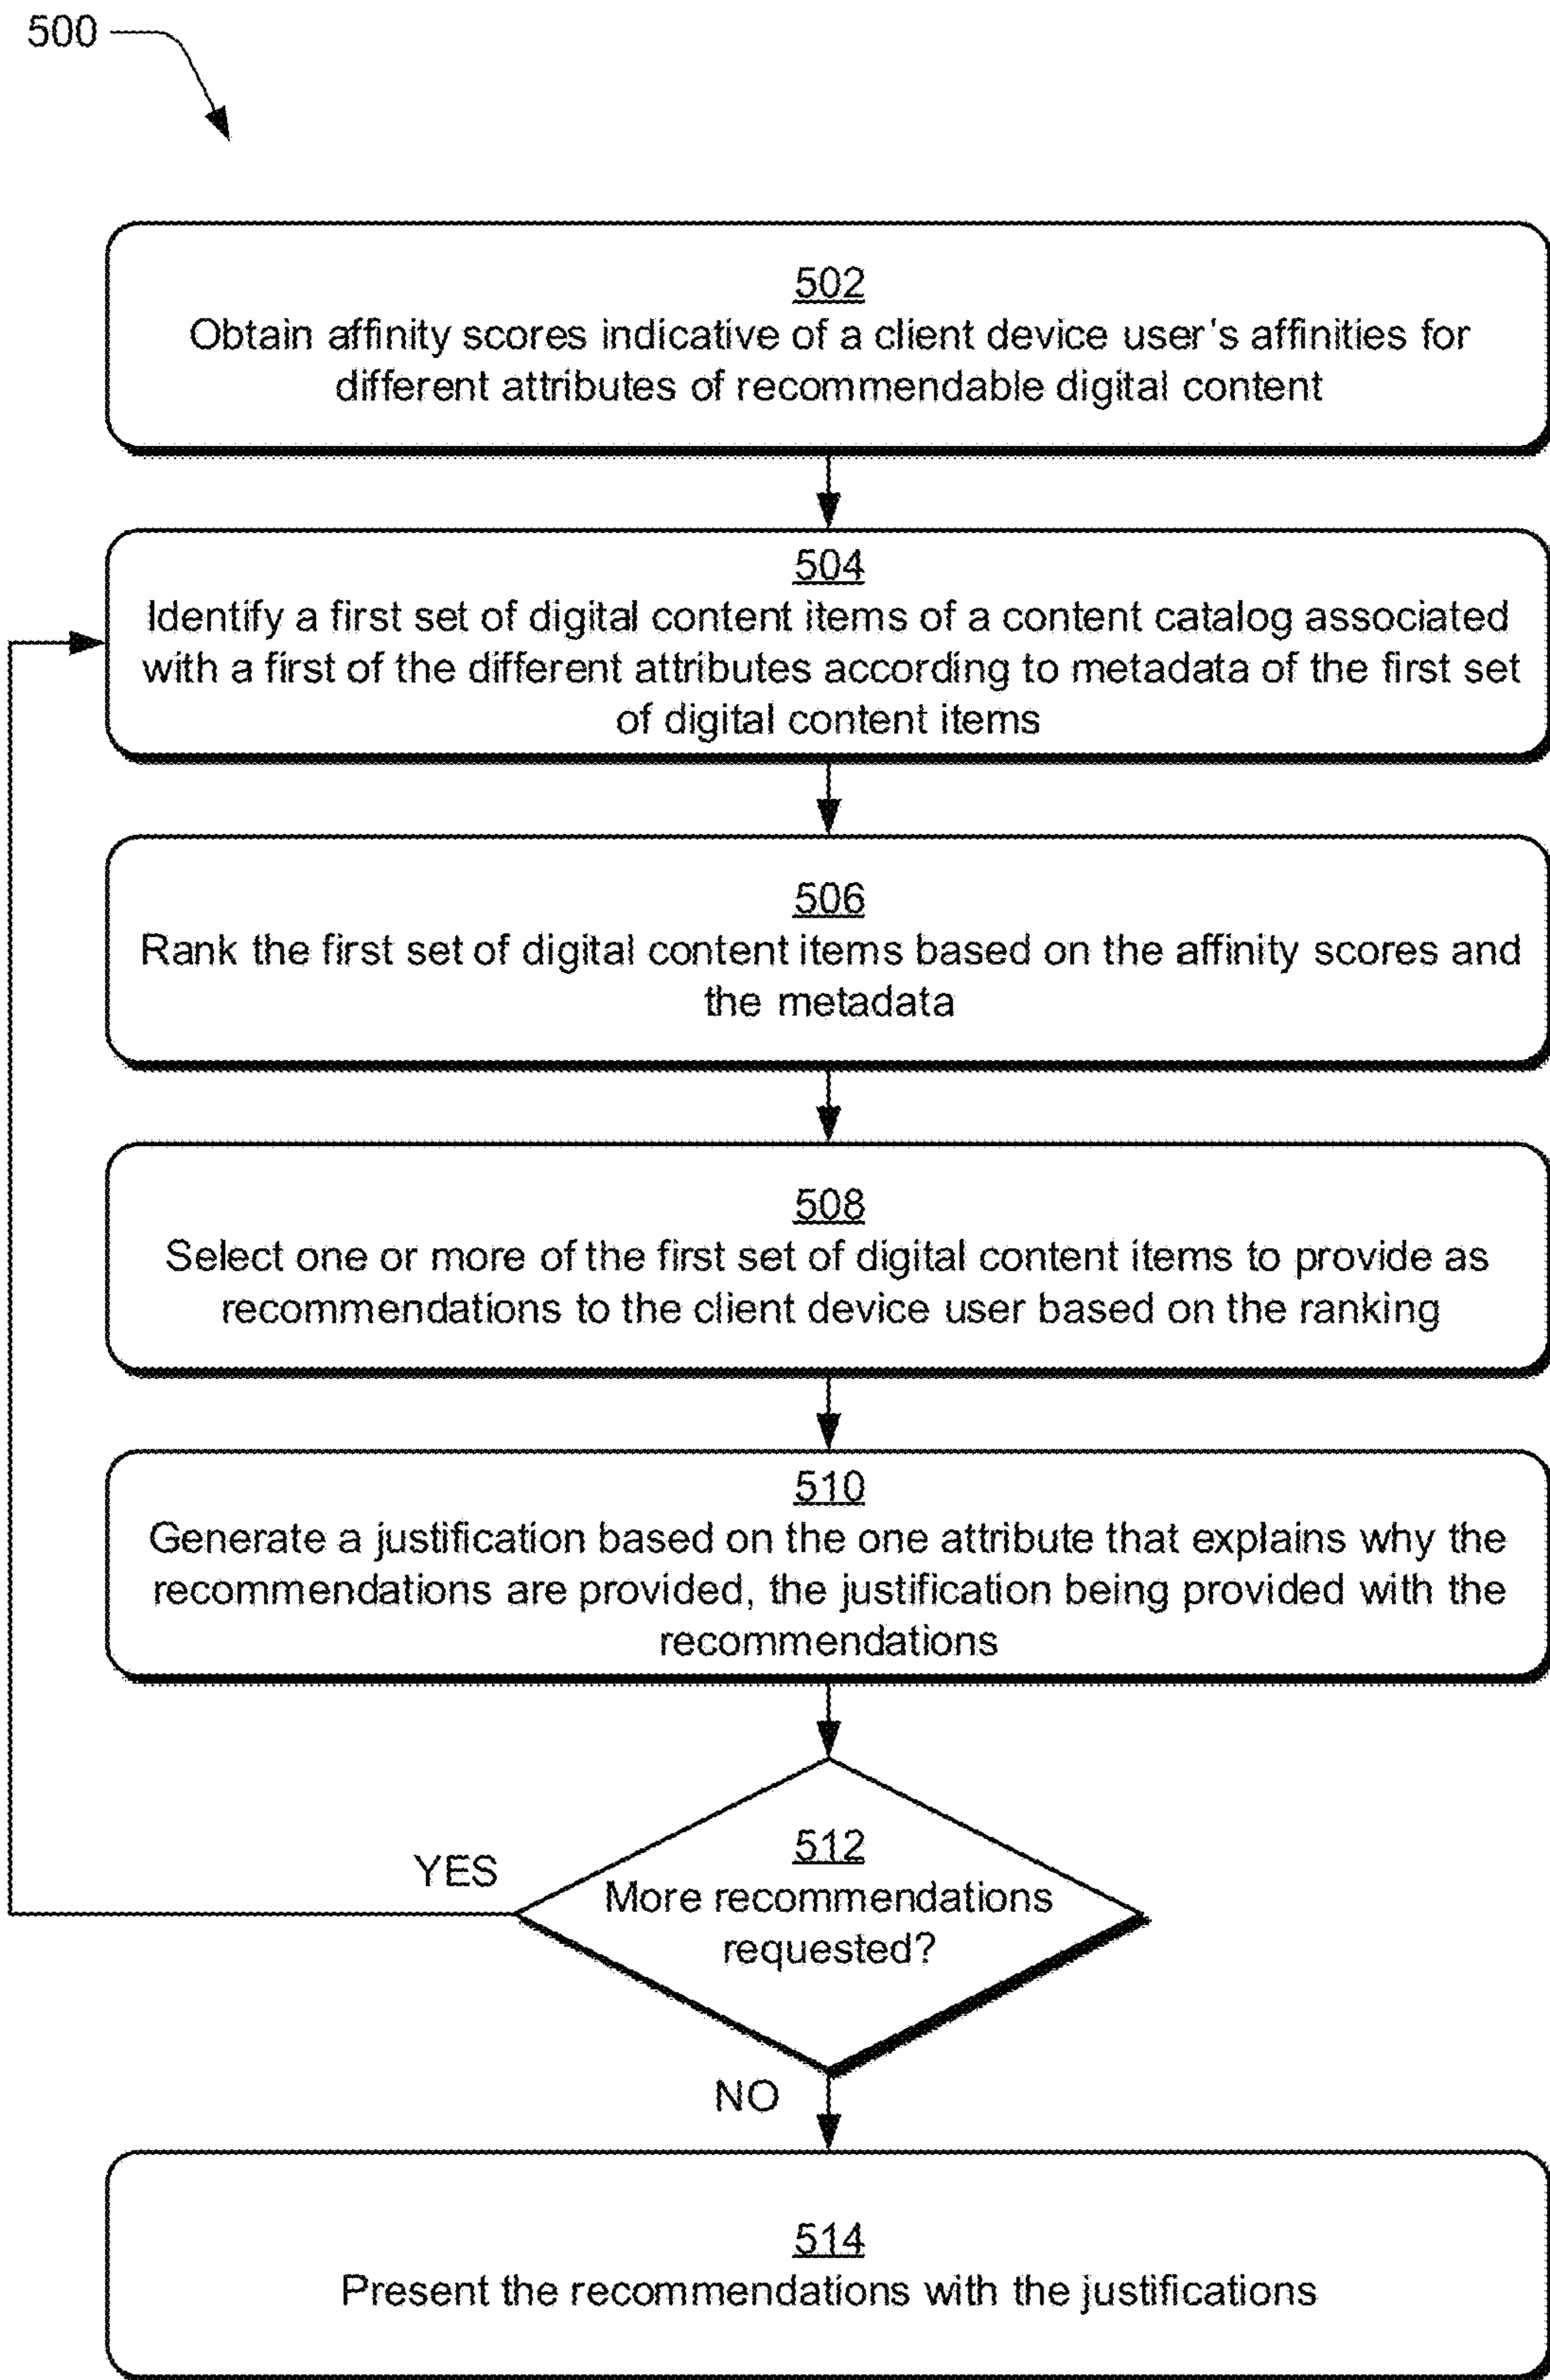 500
502
Obtain affinity scores indicative of a client device user's affinities for
different attributes of recommendable digital content
504
Identify a first set of digital content items of a content catalog associated
with a first of the different attributes according to metadata of the first set
of digital content items
506
Rank the first set of digital content items based on the affinity scores and
the metadata
508
Select one or more of the first set of digital content items to provide as
recommendations to the client device user based on the ranking
510
Generate a justification based on the one attribute that explains why the
recommendations are provided, the justification being provided with the
recommendations
YES
512
More recommendations
requested?
NO
514
Present the recommendations with the justifications